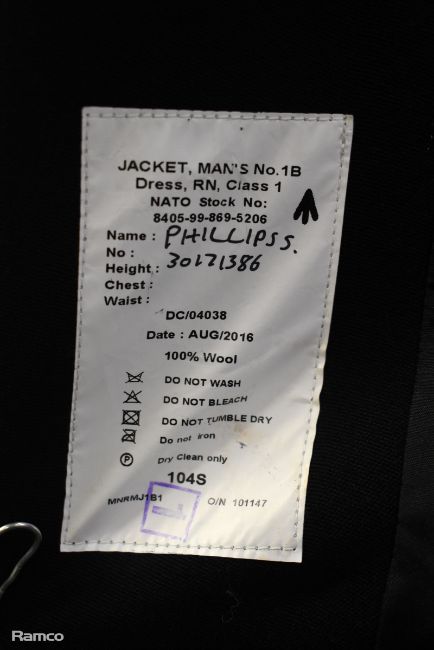 JACKET, MAN'S No.1B
Dress, RN, Class 1
NATO Stock No:
8405-99-869-5206
Name : PHILLIPS S.
No : 30121386
Height :
Chest :
Waist :
DC/04038
Date : AUG/2016
100% Wool
DO NOT WASH
DO NOT BLEACH
DO NOT TUMBLE DRY
Do not iron
P Dry Clean only
104S
MNRMJ1B1 O/N 101147
Ramco